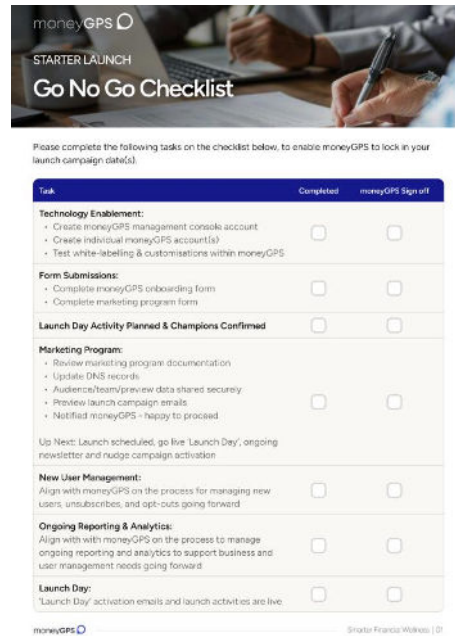 moneyGPS
STARTER LAUNCH
Go No Go Checklist
Please complete the following tasks on the checklist below, to enable moneyGPS to lock in your
launch campaign date(s).
Task Completed moneyGPS Sign off
Technology Enablement:
• Create moneyGPS management console account
• Create individual moneyGPS account(s)
• Test white-labelling & customisations within moneyGPS
Form Submissions:
• Complete moneyGPS onboarding form
• Complete marketing program form
Launch Day Activity Planned & Champions Confirmed
Marketing Program:
• Review marketing program documentation
• Update DNS records
• Audience/team/preview data shared securely
• Preview launch campaign emails
• Notified moneyGPS - happy to proceed
Up Next: Launch scheduled, go live 'Launch Day', ongoing
newsletter and nudge campaign activation
New User Management:
Align with moneyGPS on the process for managing new
users, unsubscribes, and opt-outs going forward
Ongoing Reporting & Analytics:
Align with with moneyGPS on the process to manage
ongoing reporting and analytics to support business and
user management needs going forward
Launch Day:
'Launch Day' activation emails and launch activities are live
moneyGPS
Smarter Financial Wellness | 01